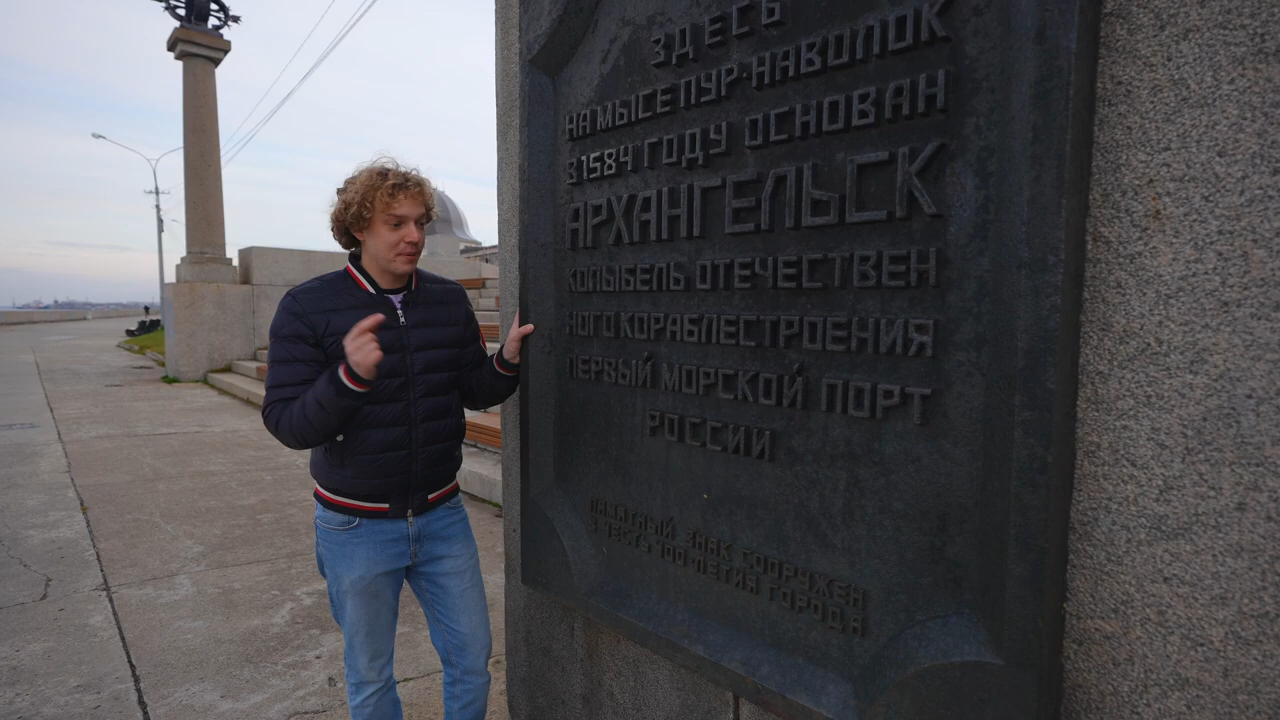 ЗДЕСЬ
НА МЫСЕ ПУР-НАВОЛОК
В 1584 ГОДУ ОСНОВАН
АРХАНГЕЛЬСК
КОЛЫБЕЛЬ ОТЕЧЕСТВЕН
НОГО КОРАБЛЕСТРОЕНИЯ
ПЕРВЫЙ МОРСКОЙ ПОРТ
РОССИИ
ПАМЯТНЫЙ ЗНАК СООРУЖЕН
В ЧЕСТЬ 400-ЛЕТИЯ ГОРОДА